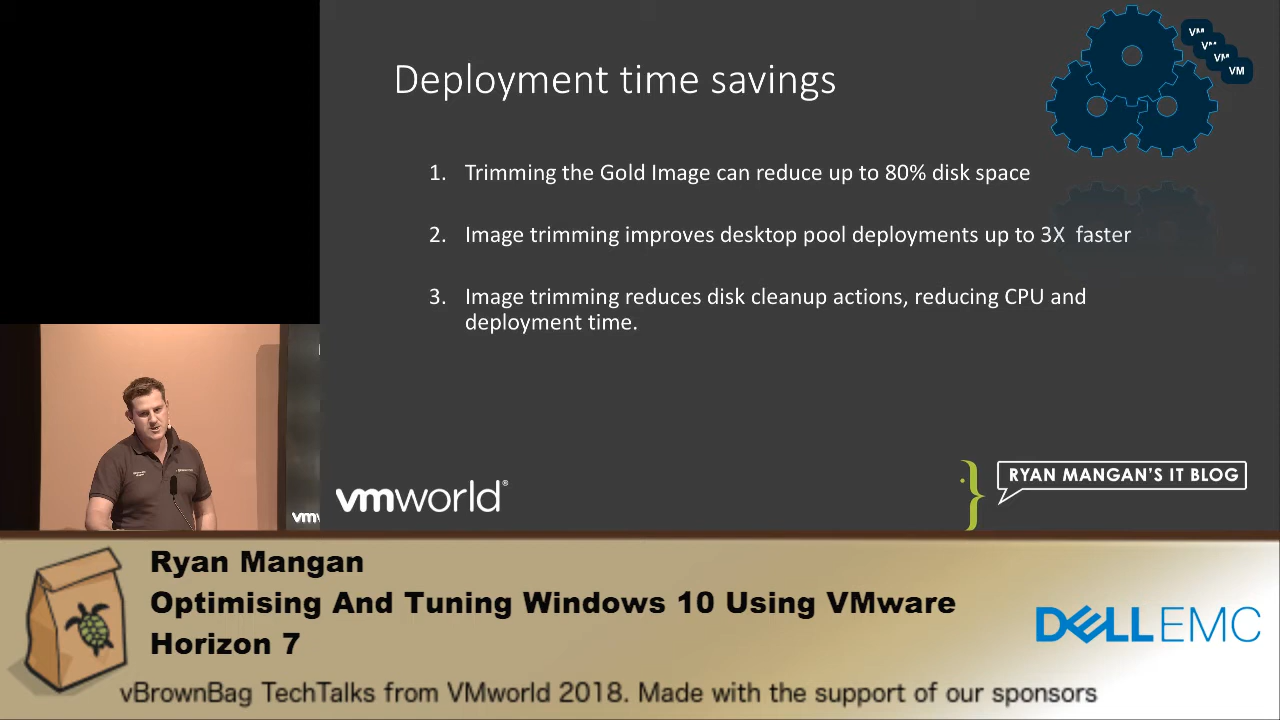 Deployment time savings
VM
VM
VM
VM
1. Trimming the Gold Image can reduce up to 80% disk space
2. Image trimming improves desktop pool deployments up to 3X faster
3. Image trimming reduces disk cleanup actions, reducing CPU and
deployment time.
vmworld®
RYAN MANGAN'S IT BLOG
vmw
Ryan Mangan
Optimising And Tuning Windows 10 Using VMware
Horizon 7
DELLEMC
vBrownBag TechTalks from VMworld 2018. Made with the support of our sponsors